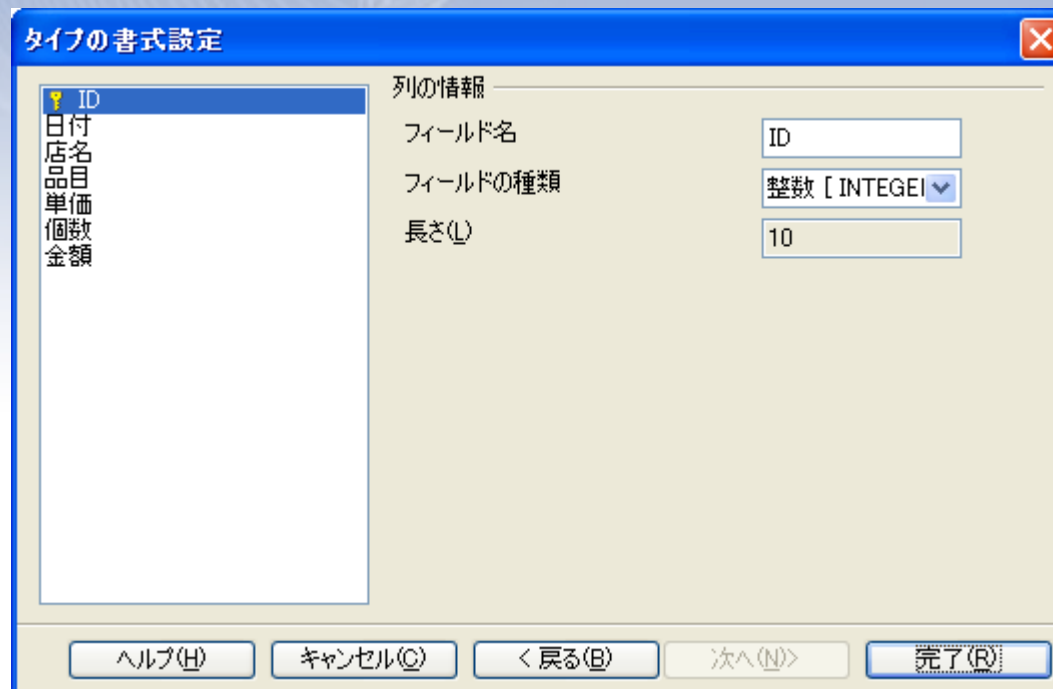 タイプの書式設定
ID
日付
店名
品目
単価
個数
金額
列の情報
フィールド名
ID
フィールドの種類
整数 [ INTEGE
長さ(L)
10
ヘルプ(H)
キャンセル(C)
< 戻る(B)
次へ(N)>
完了(R)